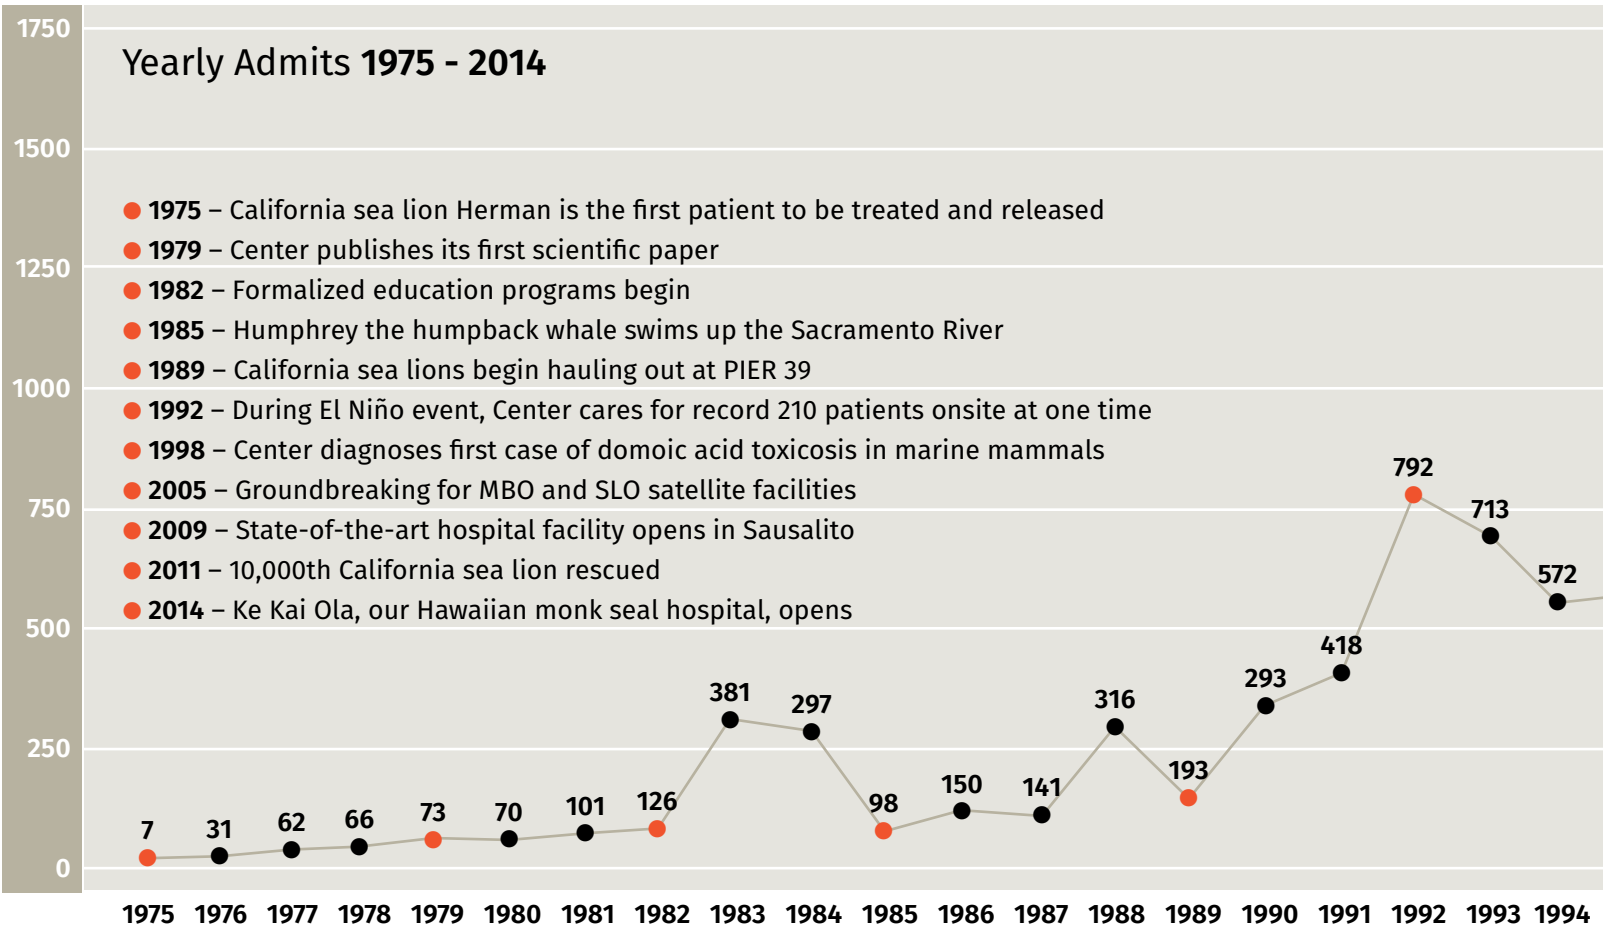 Yearly Admits 1975 - 2014
1750
1500
1250
1000
750
500
250
0
1975 – California sea lion Herman is the first patient to be treated and released
1979 – Center publishes its first scientific paper
1982 – Formalized education programs begin
1985 – Humphrey the humpback whale swims up the Sacramento River
1989 – California sea lions begin hauling out at PIER 39
1992 – During El Niño event, Center cares for record 210 patients onsite at one time
1998 – Center diagnoses first case of domoic acid toxicosis in marine mammals
2005 – Groundbreaking for MBO and SLO satellite facilities
2009 – State-of-the-art hospital facility opens in Sausalito
2011 – 10,000th California sea lion rescued
2014 – Ke Kai Ola, our Hawaiian monk seal hospital, opens
7 31 62 66 73 70 101 126 381 297 98 150 141 316 193 293 418 792 713 572
1975 1976 1977 1978 1979 1980 1981 1982 1983 1984 1985 1986 1987 1988 1989 1990 1991 1992 1993 1994